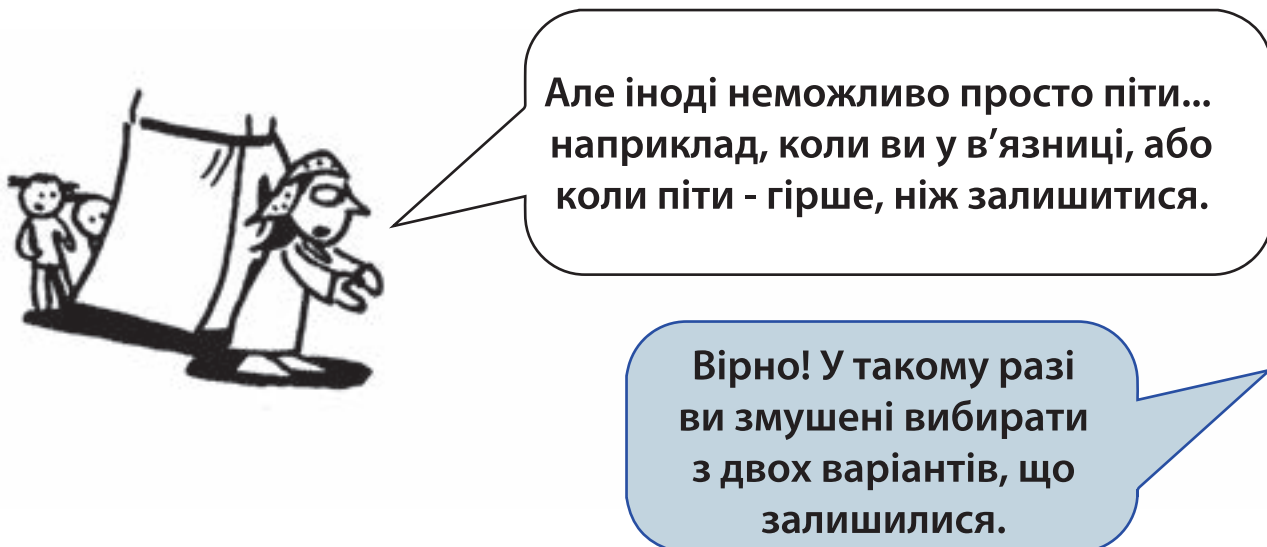 Але іноді неможливо просто піти...
наприклад, коли ви у в’язниці, або
коли піти - гірше, ніж залишитися.
Вірно! У такому разі
ви змушені вибирати
з двох варіантів, що
залишилися.